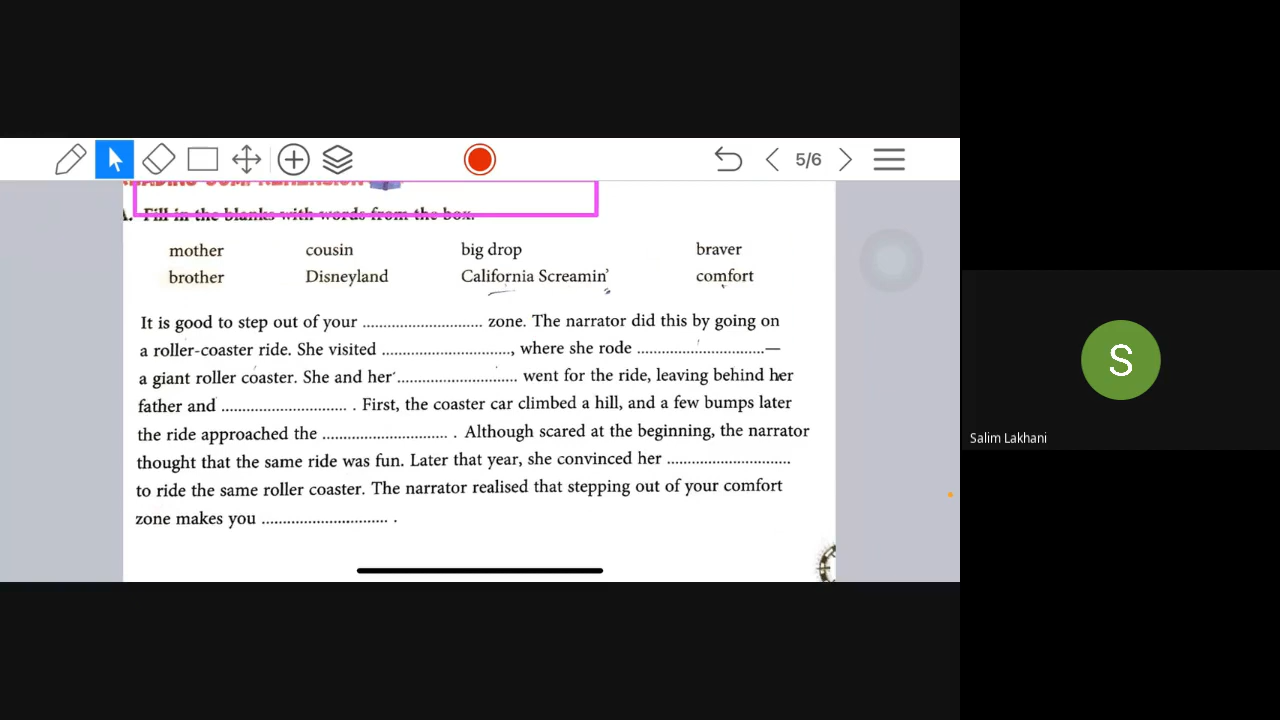 5/6
READING COMPREHENSION
A. Fill in the blanks with words from the box.
mother cousin big drop braver
brother Disneyland California Screamin' comfort
It is good to step out of your .............................. zone. The narrator did this by going on
a roller-coaster ride. She visited ................................, where she rode ................................—
a giant roller coaster. She and her .............................. went for the ride, leaving behind her
father and ............................... . First, the coaster car climbed a hill, and a few bumps later
the ride approached the ............................... . Although scared at the beginning, the narrator
thought that the same ride was fun. Later that year, she convinced her ...............................
to ride the same roller coaster. The narrator realised that stepping out of your comfort
zone makes you ............................... .
S
Salim Lakhani